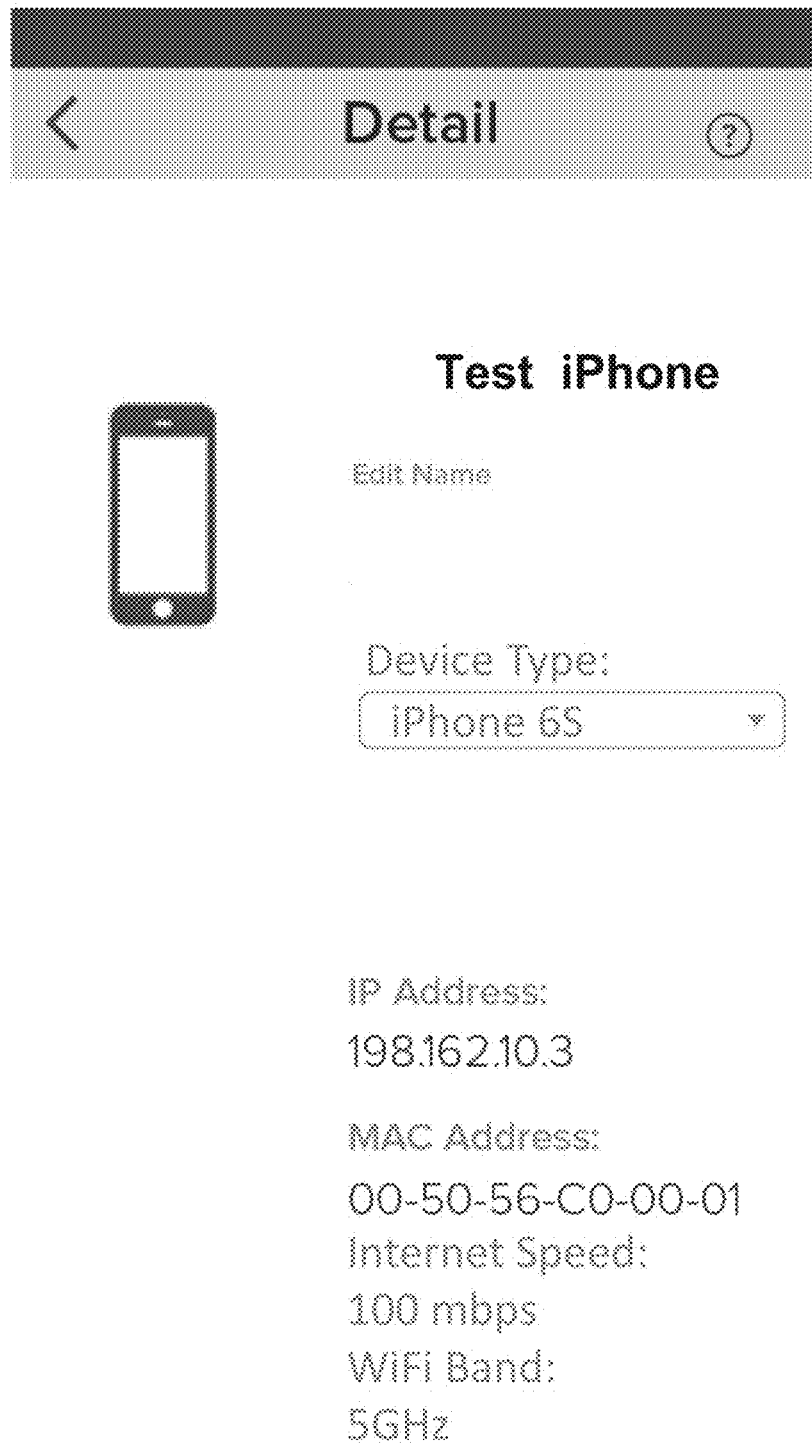 Detail
?
Test iPhone
Edit Name
Device Type:
iPhone 6S
IP Address:
198.162.10.3
MAC Address:
00-50-56-C0-00-01
Internet Speed:
100 mbps
WiFi Band:
5GHz